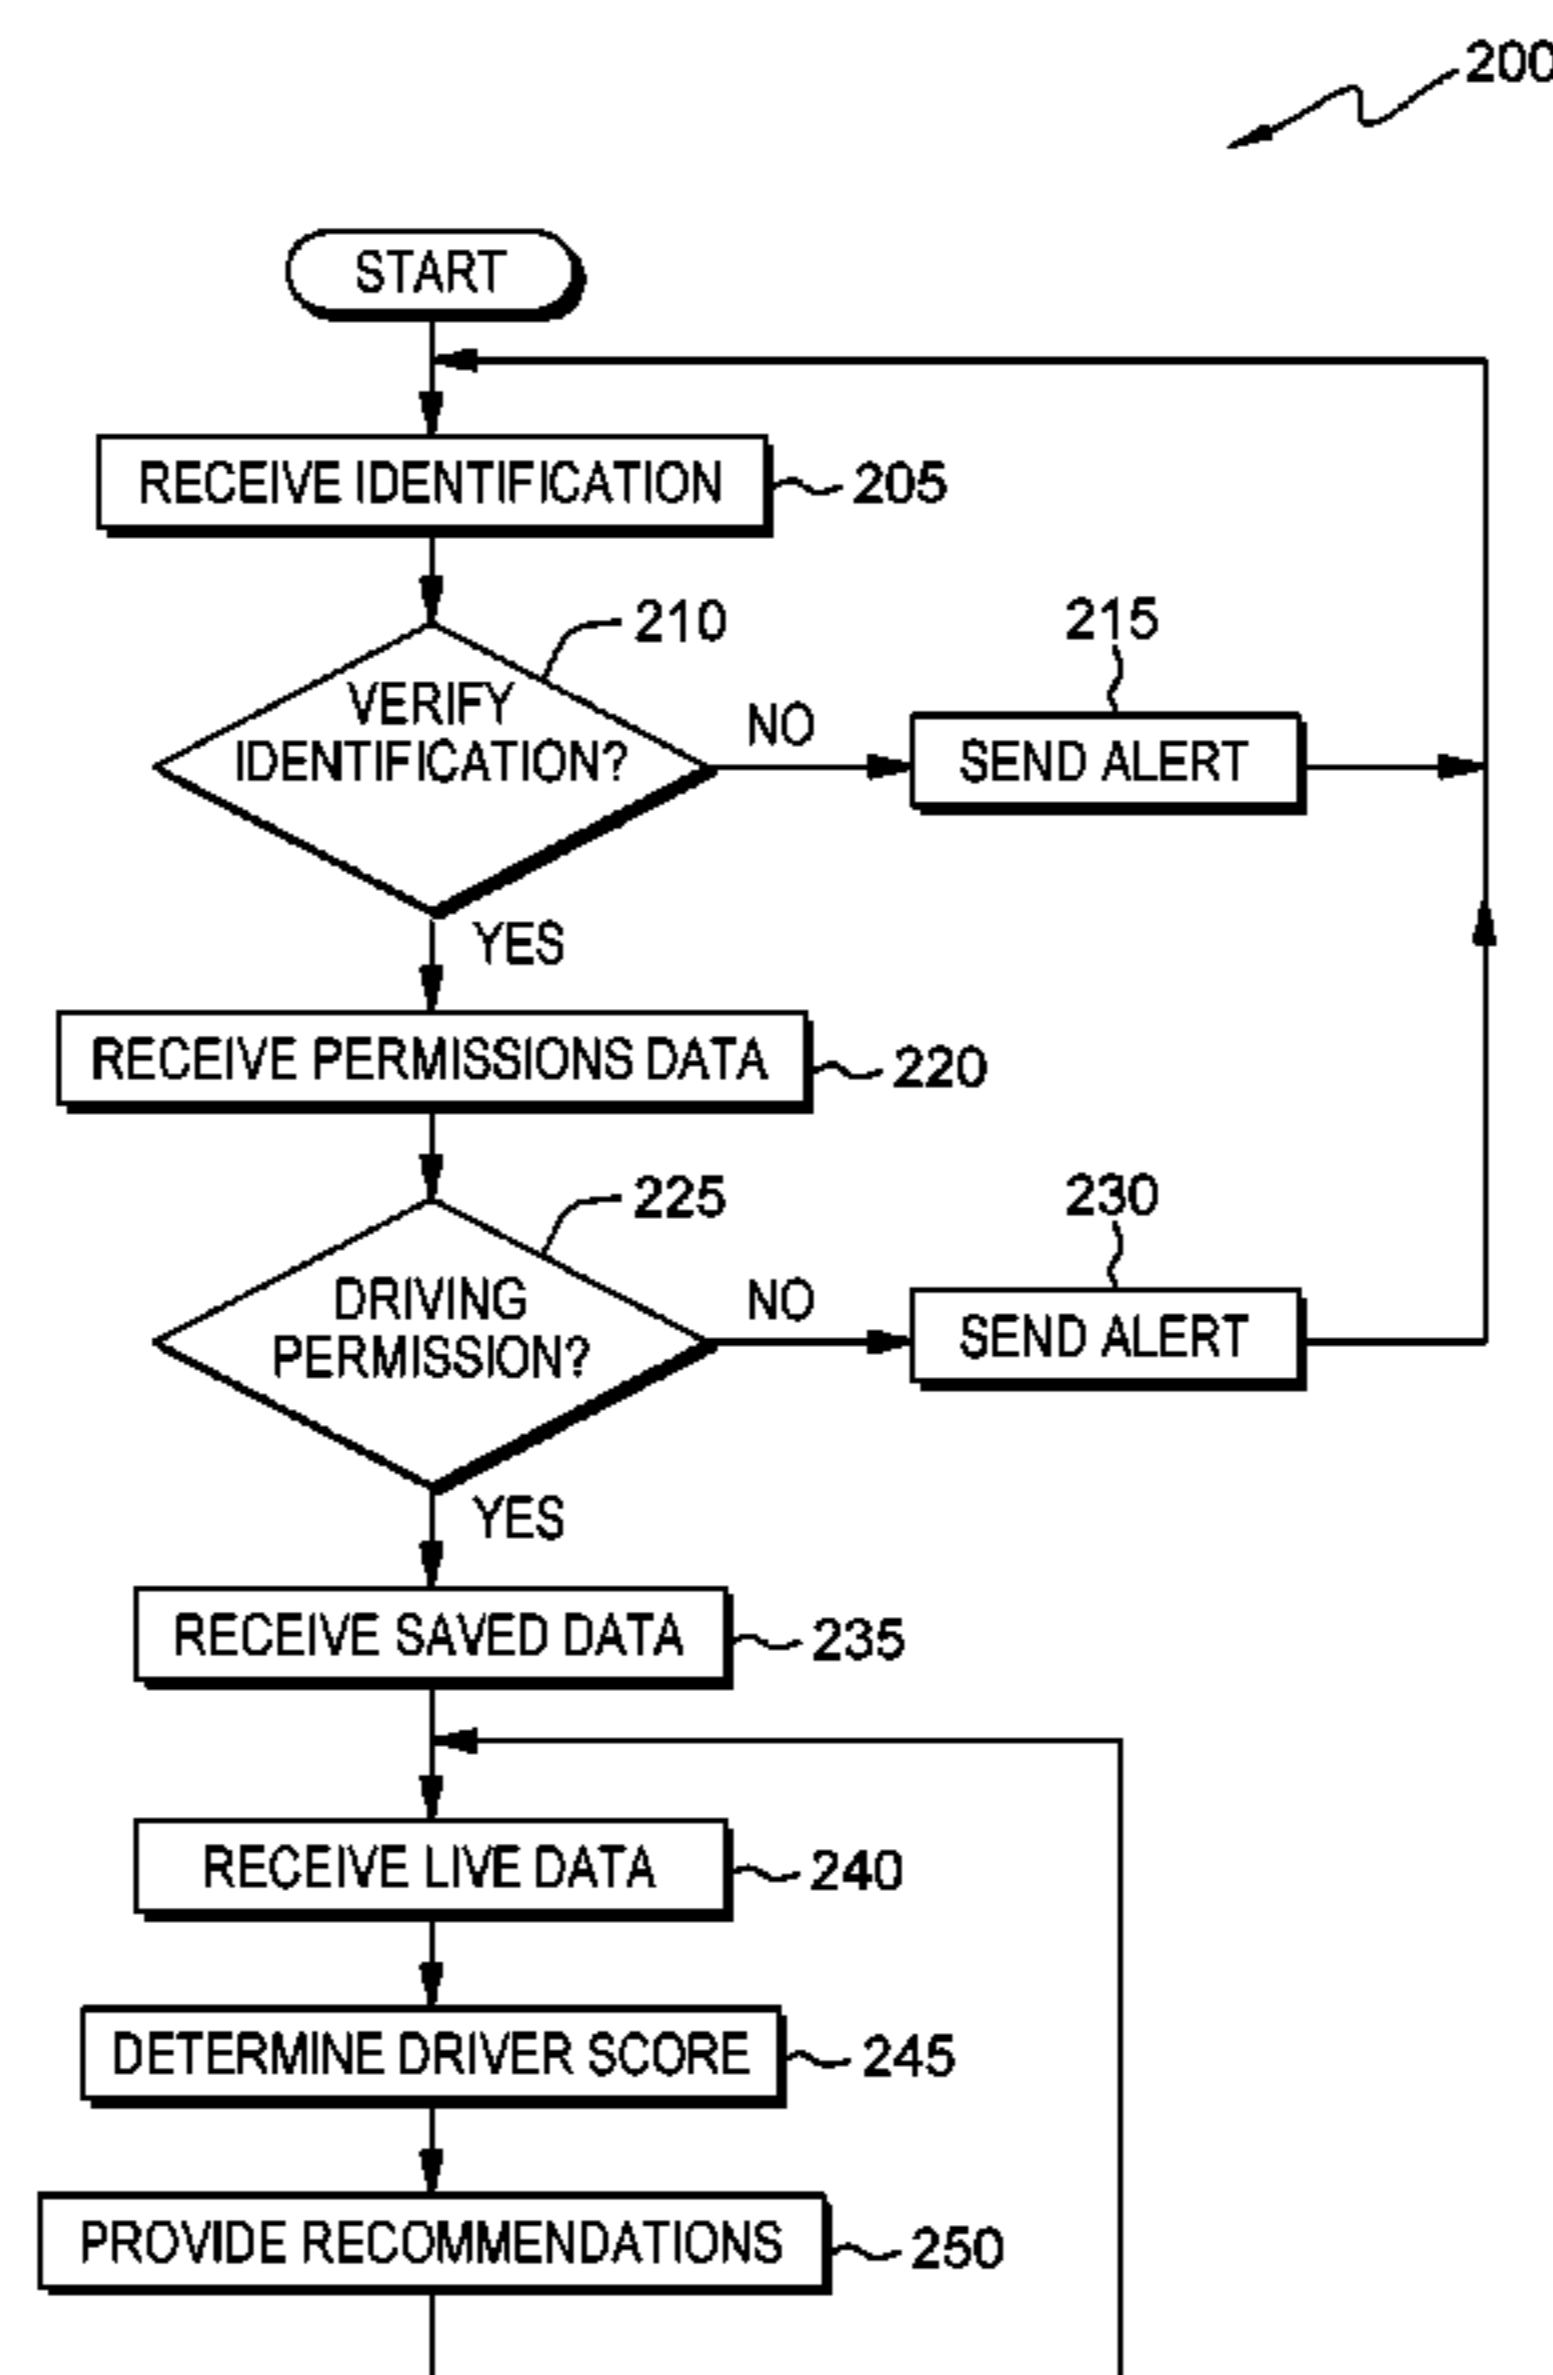 200
START
RECEIVE IDENTIFICATION
205
210
VERIFY
IDENTIFICATION?
NO
215
SEND ALERT
YES
RECEIVE PERMISSIONS DATA
220
225
DRIVING
PERMISSION?
NO
230
SEND ALERT
YES
RECEIVE SAVED DATA
235
RECEIVE LIVE DATA
240
DETERMINE DRIVER SCORE
245
PROVIDE RECOMMENDATIONS
250